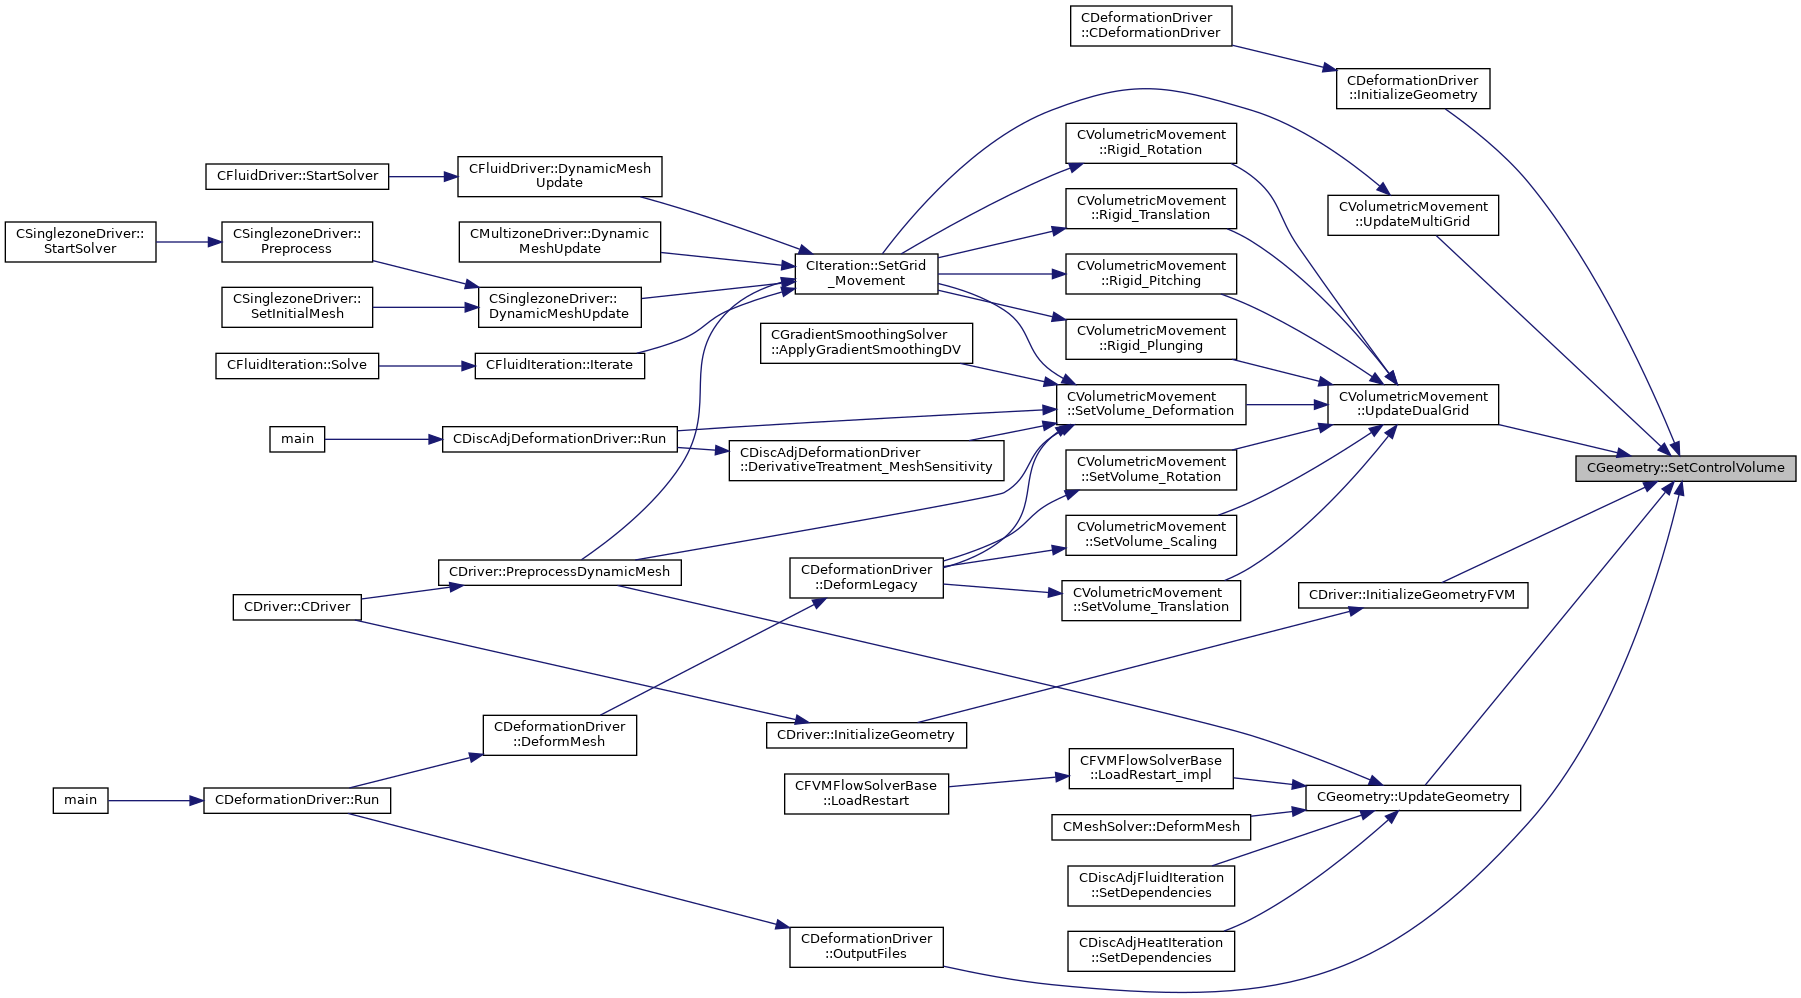 CDeformationDriver
::CDeformationDriver
CDeformationDriver
::InitializeGeometry
CVolumetricMovement
::Rigid_Rotation
CFluidDriver::StartSolver
CFluidDriver::DynamicMesh
Update
CVolumetricMovement
::Rigid_Translation
CVolumetricMovement
::UpdateMultiGrid
CSinglezoneDriver::
StartSolver
CSinglezoneDriver::
Preprocess
CMultizoneDriver::Dynamic
MeshUpdate
CIteration::SetGrid
_Movement
CVolumetricMovement
::Rigid_Pitching
CSinglezoneDriver::
SetInitialMesh
CSinglezoneDriver::
DynamicMeshUpdate
CGradientSmoothingSolver
::ApplyGradientSmoothingDV
CVolumetricMovement
::Rigid_Plunging
CFluidIteration::Solve
CFluidIteration::Iterate
CVolumetricMovement
::SetVolume_Deformation
CVolumetricMovement
::UpdateDualGrid
main
CDiscAdjDeformationDriver::Run
CDiscAdjDeformationDriver
::DerivativeTreatment_MeshSensitivity
CVolumetricMovement
::SetVolume_Rotation
CGeometry::SetControlVolume
CVolumetricMovement
::SetVolume_Scaling
CDriver::PreprocessDynamicMesh
CDeformationDriver
::DeformLegacy
CVolumetricMovement
::SetVolume_Translation
CDriver::InitializeGeometryFVM
CDriver::CDriver
CDeformationDriver
::DeformMesh
CDriver::InitializeGeometry
CFVMFlowSolverBase
::LoadRestart_impl
main
CDeformationDriver::Run
CFVMFlowSolverBase
::LoadRestart
CGeometry::UpdateGeometry
CMeshSolver::DeformMesh
CDiscAdjFluidIteration
::SetDependencies
CDeformationDriver
::OutputFiles
CDiscAdjHeatIteration
::SetDependencies